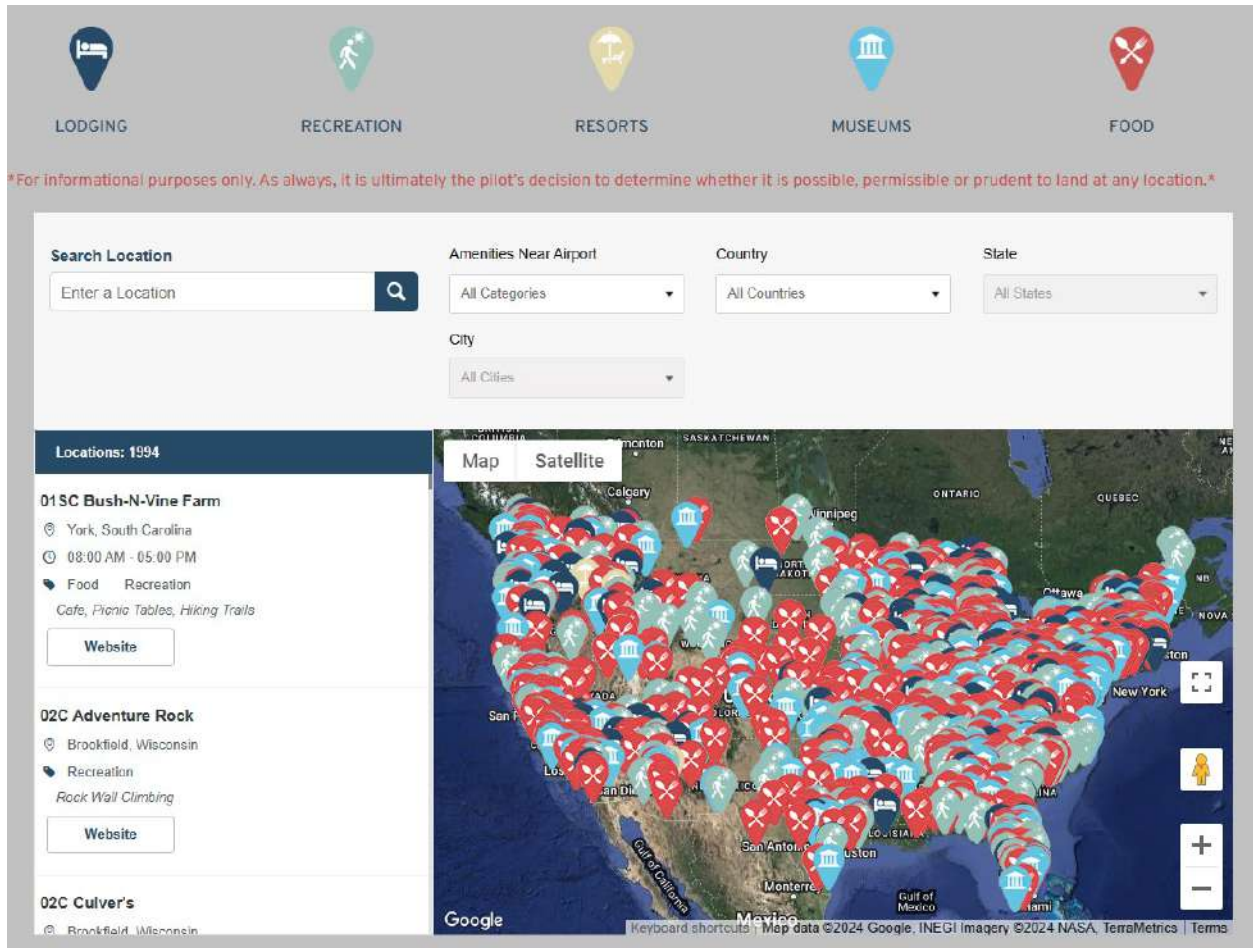 LODGING
RECREATION
RESORTS
MUSEUMS
FOOD
*For informational purposes only. As always, it is ultimately the pilot's decision to determine whether it is possible, permissible or prudent to land at any location.*
Search Location
Enter a Location
Amenities Near Airport
All Categories
Country
All Countries
State
All States
City
All Cities
Locations: 1994
01SC Bush-N-Vine Farm
York, South Carolina
08:00 AM - 05:00 PM
Food Recreation
Cafe, Picnic Tables, Hiking Trails
Website
02C Adventure Rock
Brookfield, Wisconsin
Recreation
Rock Wall Climbing
Website
02C Culver's
Brookfield, Wisconsin
Map Satellite
SASKATCHEWAN
Calgary
ONTARIO
QUEBEC
NB
NOVA
Ottawa
New York
San Antonio
Monterrey
Gulf of California
Gulf of Mexico
Mexico
Google
Keyboard shortcuts Map data ©2024 Google, INEGI Imagery ©2024 NASA, TerraMetrics Terms